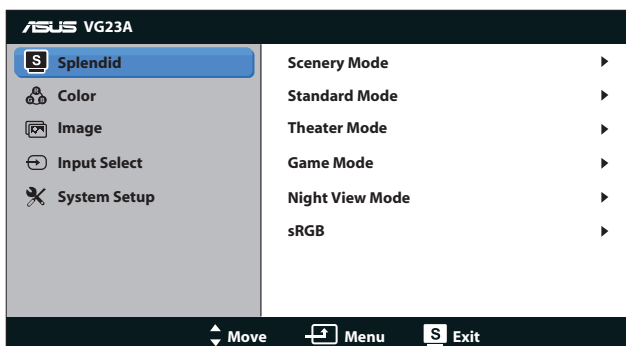 ASUS VG23A
S Splendid
Color
Image
Input Select
System Setup
Scenery Mode
Standard Mode
Theater Mode
Game Mode
Night View Mode
sRGB
Move Menu S Exit